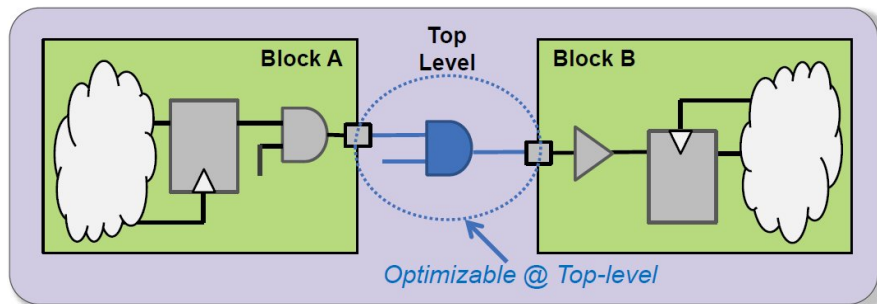 Block A
Top
Level
Block B
Optimizable @ Top-level